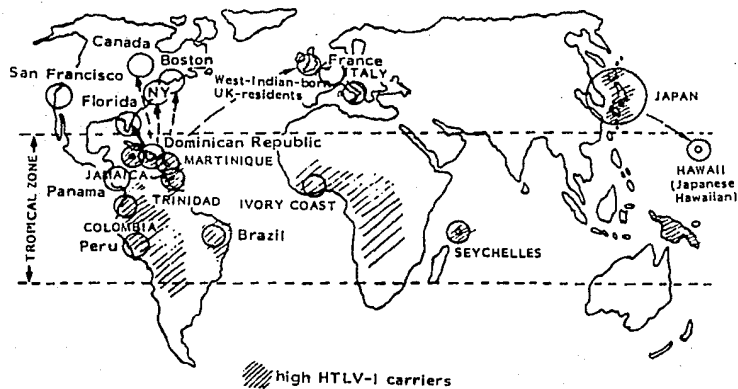 Canada
Boston
San Francisco
NY
Florida
France
ITALY
West-Indian-born
UK-residents
JAPAN
Dominican Republic
MARTINIQUE
JAMAICA
Panama
TRINIDAD
IVORY COAST
HAWAII
(Japanese
Hawaiian)
TROPICAL ZONE
COLOMBIA
Peru
Brazil
SEYCHELLES
high HTLV-I carriers